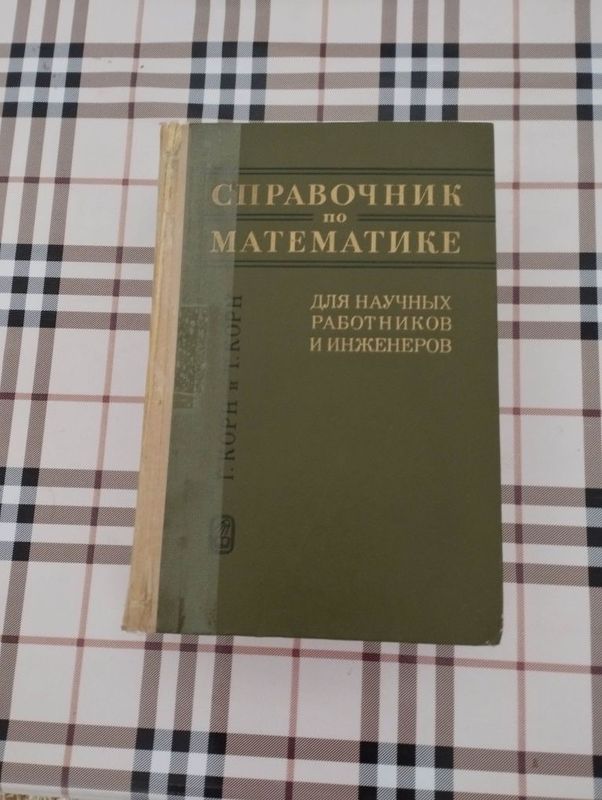 СПРАВОЧНИК
по
МАТЕМАТИКЕ
ДЛЯ НАУЧНЫХ
РАБОТНИКОВ
И ИНЖЕНЕРОВ
Г. КОРН и Т. КОРН